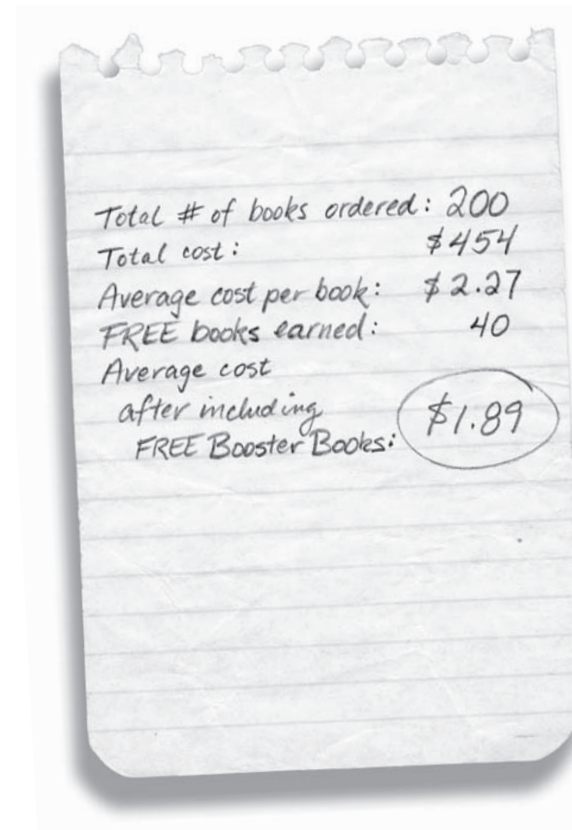 Total # of books ordered: 200
Total cost: $454
Average cost per book: $2.27
FREE books earned: 40
Average cost
after including
FREE Booster Books: $1.89